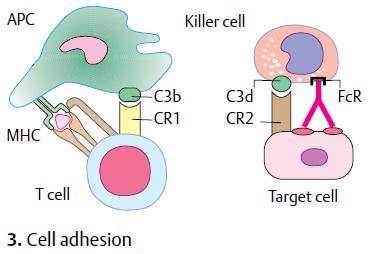 APC
Killer cell
C3b
CR1
C3d
CR2
FcR
MHC
T cell
Target cell
3. Cell adhesion